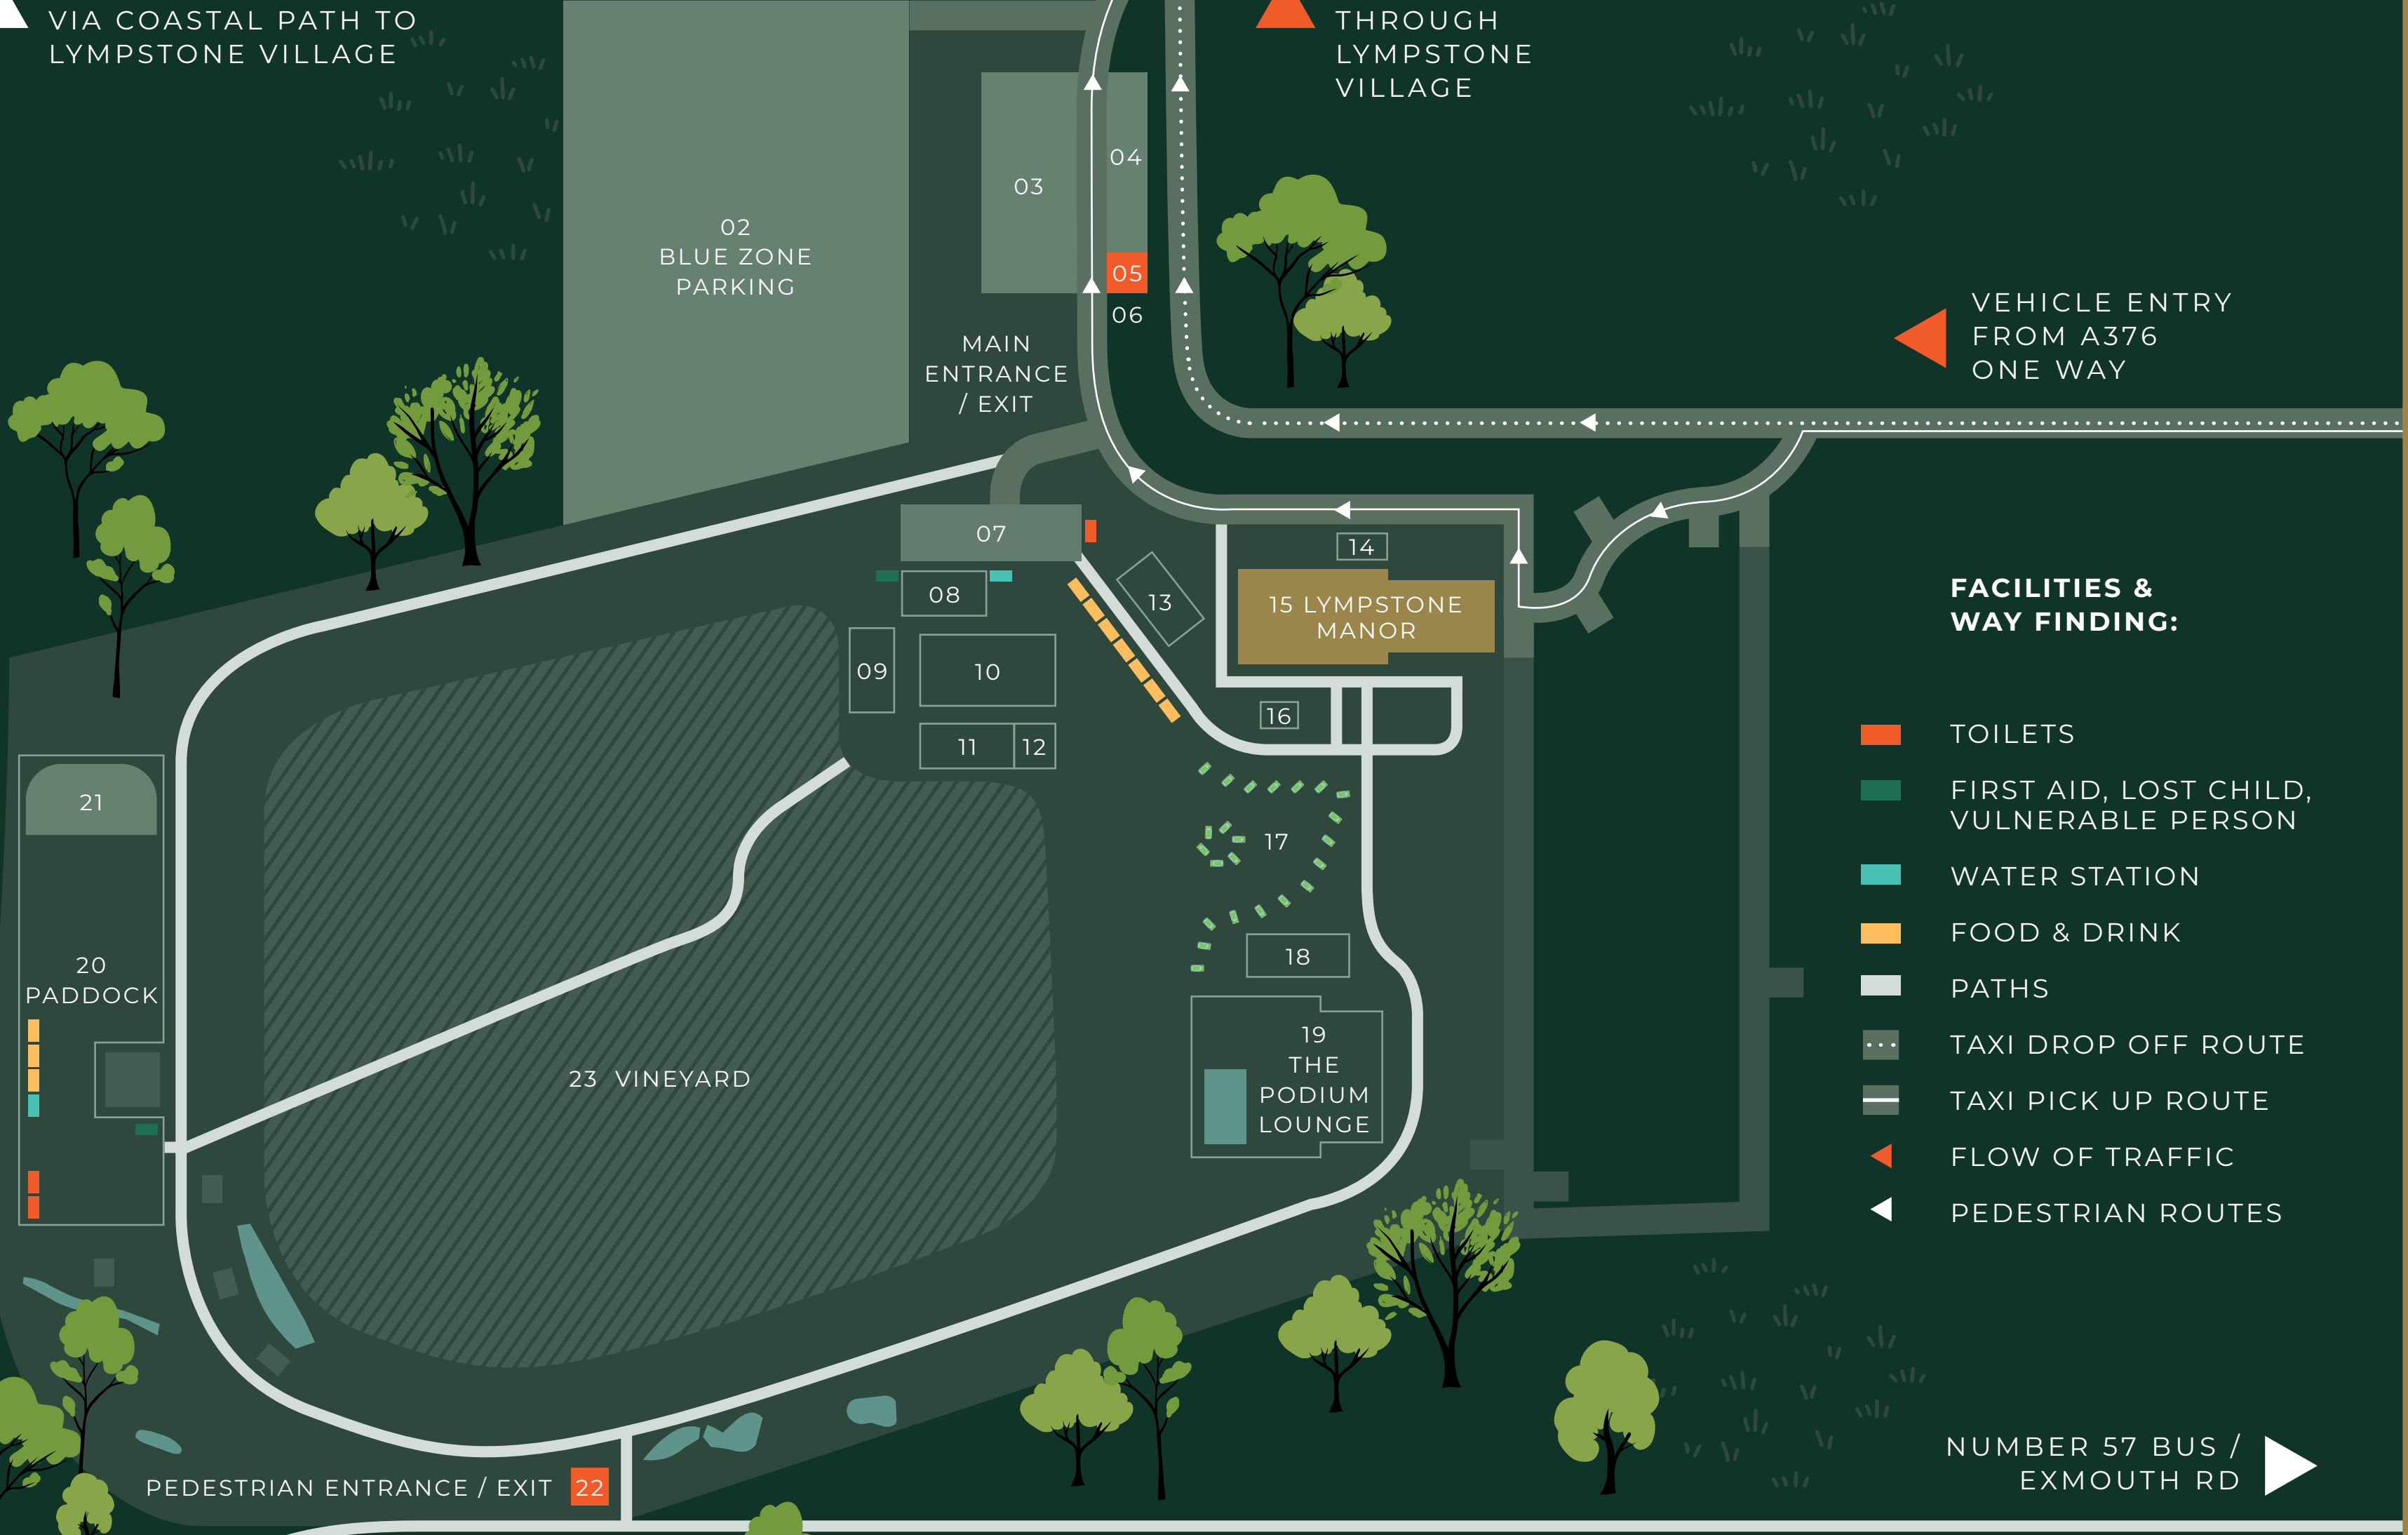 VIA COASTAL PATH TO
LYMPSTONE VILLAGE
THROUGH
LYMPSTONE
VILLAGE
02
BLUE ZONE
PARKING
03
04
05
06
MAIN
ENTRANCE
/ EXIT
VEHICLE ENTRY
FROM A376
ONE WAY
07
08
09
10
11
12
13
14
15 LYMPSTONE
MANOR
16
17
18
19
THE
PODIUM
LOUNGE
20
PADDOCK
21
23 VINEYARD
PEDESTRIAN ENTRANCE / EXIT 22
FACILITIES &
WAY FINDING:
TOILETS
FIRST AID, LOST CHILD,
VULNERABLE PERSON
WATER STATION
FOOD & DRINK
PATHS
TAXI DROP OFF ROUTE
TAXI PICK UP ROUTE
FLOW OF TRAFFIC
PEDESTRIAN ROUTES
NUMBER 57 BUS /
EXMOUTH RD